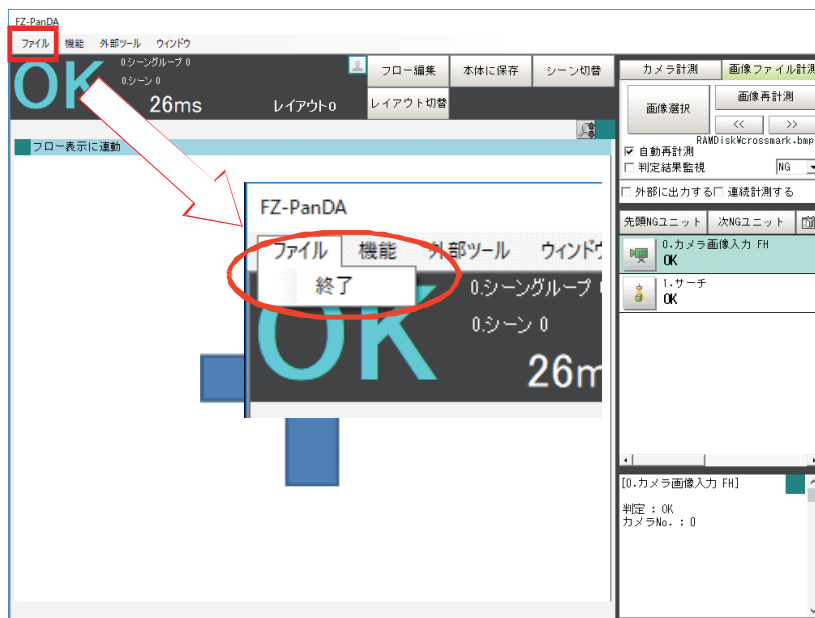 FZ-PanDA
ファイル 機能 外部ツール ウィンドウ
OK
0.シーングループ 0
0.シーン 0
26ms
レイアウト0
フロー編集
本体に保存
シーン切替
レイアウト切替
フロー表示に連動
カメラ計測
画像ファイル計測
画像選択
画像再計測
<< >>
RAMDisk¥crossmark.bmp
自動再計測
判定結果監視
NG
外部に出力する
連続計測する
先頭NGユニット
次NGユニット
0.カメラ画像入力 FH
OK
1.サーチ
OK
FZ-PanDA
ファイル 機能 外部ツール ウィンドウ
終了
OK
0.シーングループ
0.シーン 0
26m
[0.カメラ画像入力 FH]
判定 : OK
カメラNo. : 0